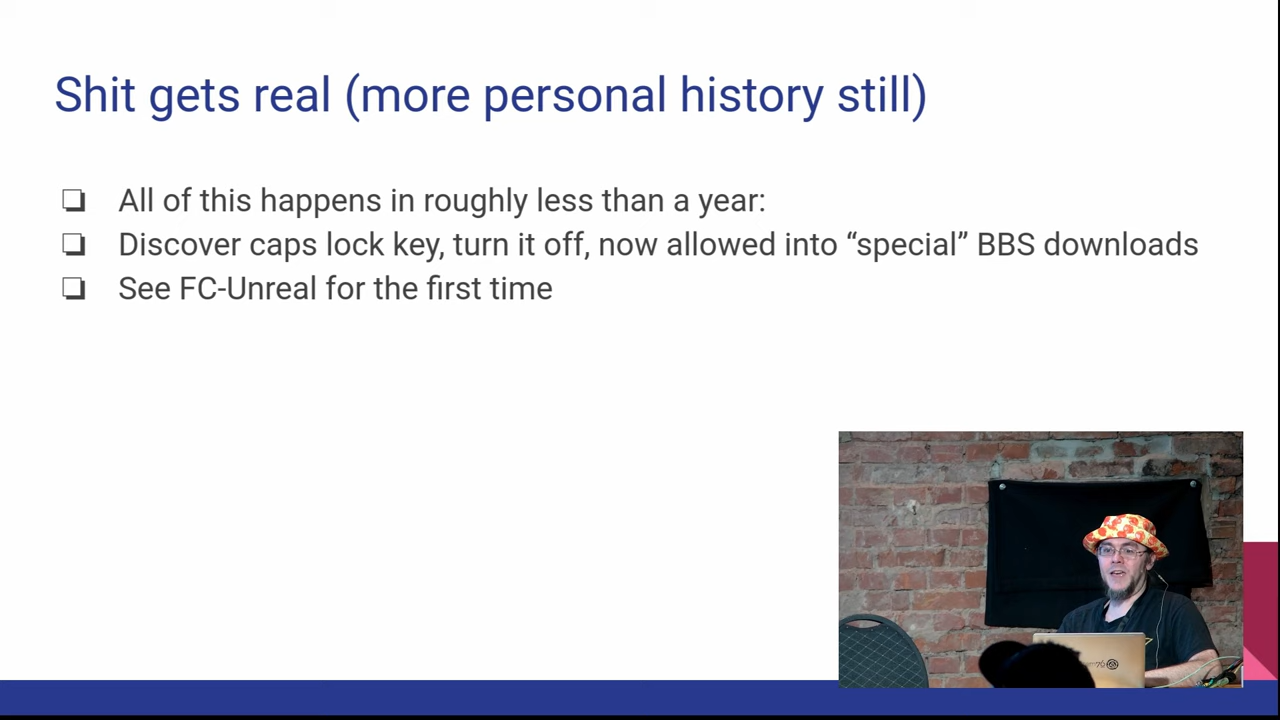 Shit gets real (more personal history still)
All of this happens in roughly less than a year:
Discover caps lock key, turn it off, now allowed into “special” BBS downloads
See FC-Unreal for the first time